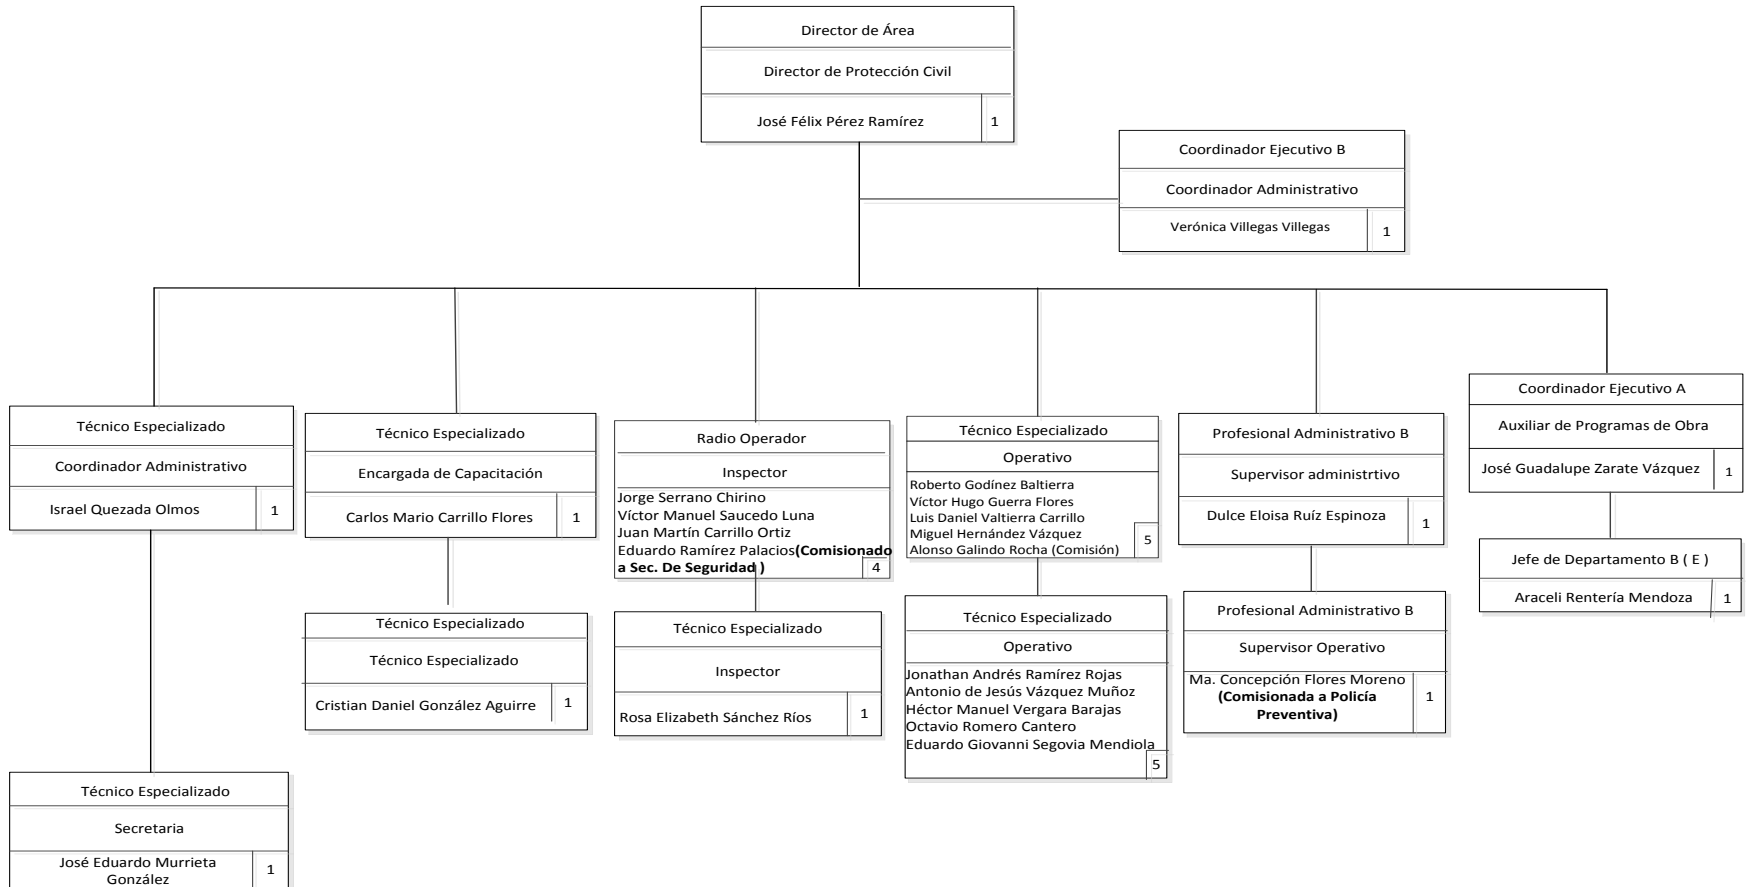 Director de Área
Director de Protección Civil
José Félix Pérez Ramírez
1
Coordinador Ejecutivo B
Coordinador Administrativo
Verónica Villegas Villegas
1
Técnico Especializado
Coordinador Administrativo
Israel Quezada Olmos
1
Técnico Especializado
Encargada de Capacitación
Carlos Mario Carrillo Flores
1
Radio Operador
Inspector
Jorge Serrano Chirino
Víctor Manuel Saucedo Luna
Juan Martín Carrillo Ortiz
Eduardo Ramírez Palacios(Comisionado
a Sec. De Seguridad )
4
Técnico Especializado
Operativo
Roberto Godínez Baltierra
Víctor Hugo Guerra Flores
Luis Daniel Valtierra Carrillo
Miguel Hernández Vázquez
Alonso Galindo Rocha (Comisión)
5
Profesional Administrativo B
Supervisor administrtivo
Dulce Eloisa Ruíz Espinoza
1
Coordinador Ejecutivo A
Auxiliar de Programas de Obra
José Guadalupe Zarate Vázquez
1
Jefe de Departamento B ( E )
Araceli Rentería Mendoza
1
Técnico Especializado
Técnico Especializado
Cristian Daniel González Aguirre
1
Técnico Especializado
Inspector
Rosa Elizabeth Sánchez Ríos
1
Técnico Especializado
Operativo
Jonathan Andrés Ramírez Rojas
Antonio de Jesús Vázquez Muñoz
Héctor Manuel Vergara Barajas
Octavio Romero Cantero
Eduardo Giovanni Segovia Mendiola
5
Profesional Administrativo B
Supervisor Operativo
Ma. Concepción Flores Moreno
(Comisionada a Policía
Preventiva)
1
Técnico Especializado
Secretaria
José Eduardo Murrieta
González
1